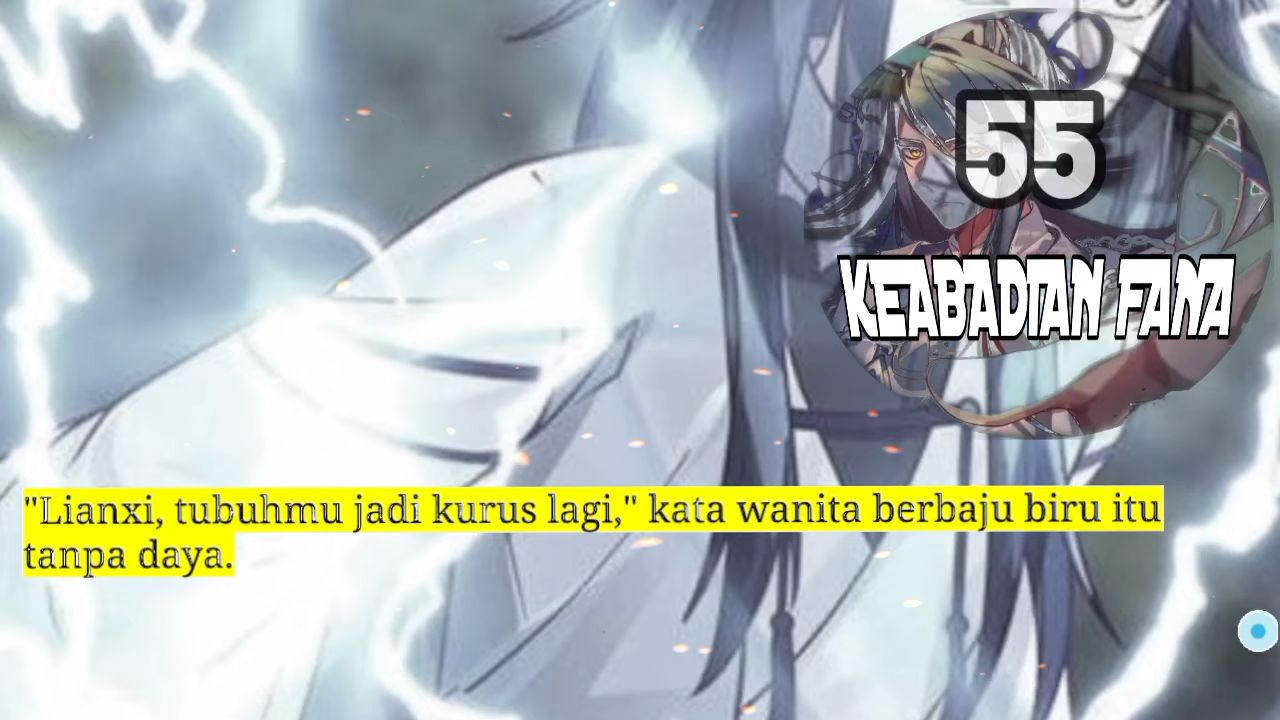 55
KEABADIAN FANA
"Lianxi, tubuhmu jadi kurus lagi," kata wanita berbaju biru itu
tanpa daya.